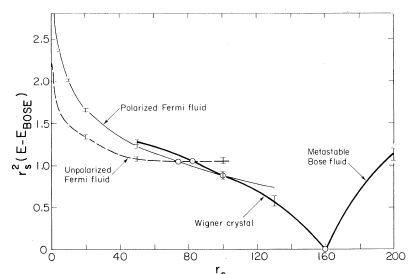 r_s^2 (E - E_BOSE)
2.5
2.0
1.5
1.0
0.5
0
Polarized Fermi fluid
Unpolarized
Fermi fluid
Wigner crystal
Metastable
Bose fluid
0 40 80 120 160 200
r_s